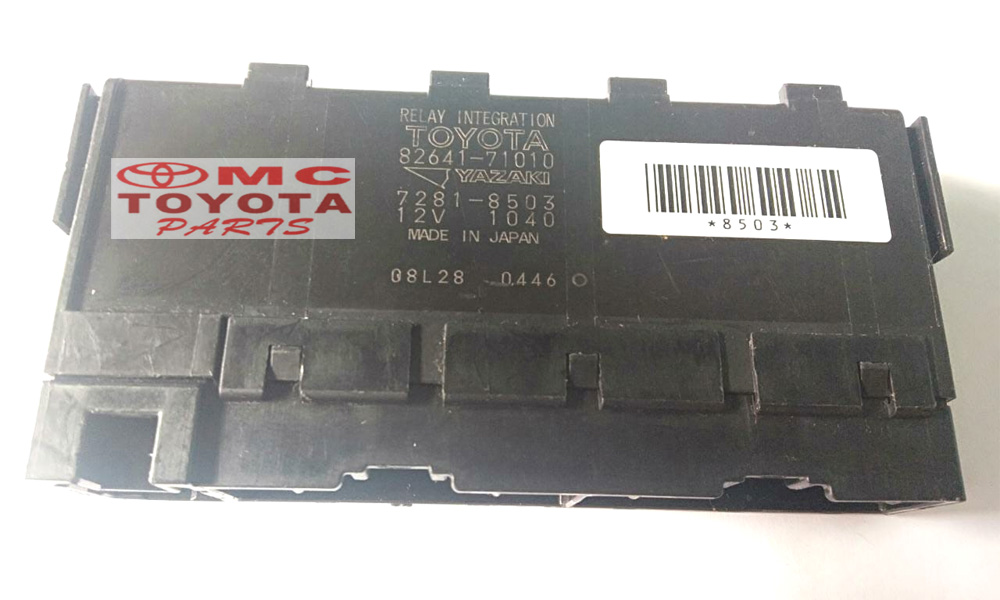 RELAY INTEGRATION
TOYOTA
82641-71010
YAZAKI
7281-8503
12V 1040
MADE IN JAPAN
08L28 0446
*8503*
MC
TOYOTA
PARTS